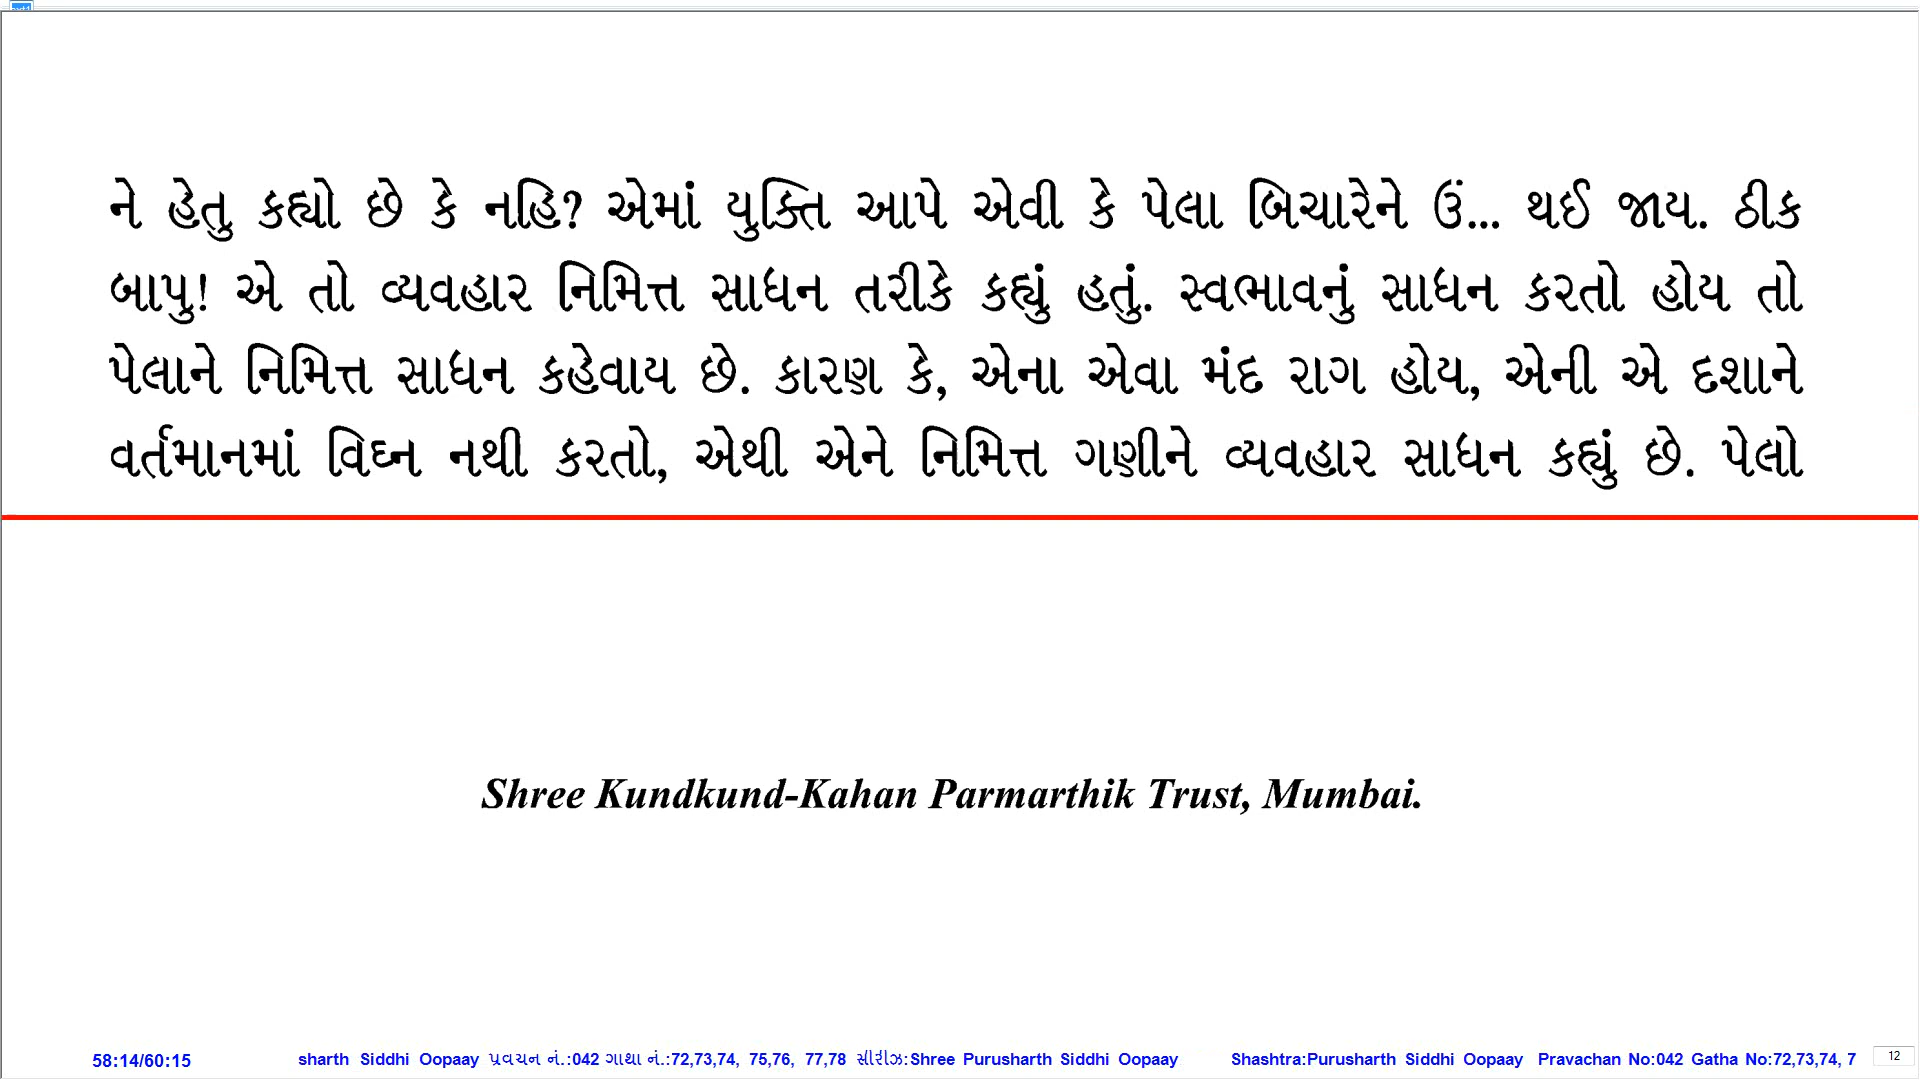 ને હેતુ કહ્યો છે કે નહિ? એમાં યુક્તિ આપે એવી કે પેલા બિચારેને ઉં... થઈ જાય. ઠીક
બાપુ! એ તો વ્યવહાર નિમિત્ત સાધન તરીકે કહ્યું હતું. સ્વભાવનું સાધન કરતો હોય તો
પેલાને નિમિત્ત સાધન કહેવાય છે. કારણ કે, એના એવા મંદ રાગ હોય, એની એ દશાને
વર્તમાનમાં વિઘ્ન નથી કરતો, એથી એને નિમિત્ત ગણીને વ્યવહાર સાધન કહ્યું છે. પેલો
Shree Kundkund-Kahan Parmarthik Trust, Mumbai.
58:14/60:15 sharth Siddhi Oopaay પ્રવચન નં.:042 ગાથા નં.:72,73,74, 75,76, 77,78 સીરીઝ:Shree Purusharth Siddhi Oopaay Shashtra:Purusharth Siddhi Oopaay Pravachan No:042 Gatha No:72,73,74, 7 12